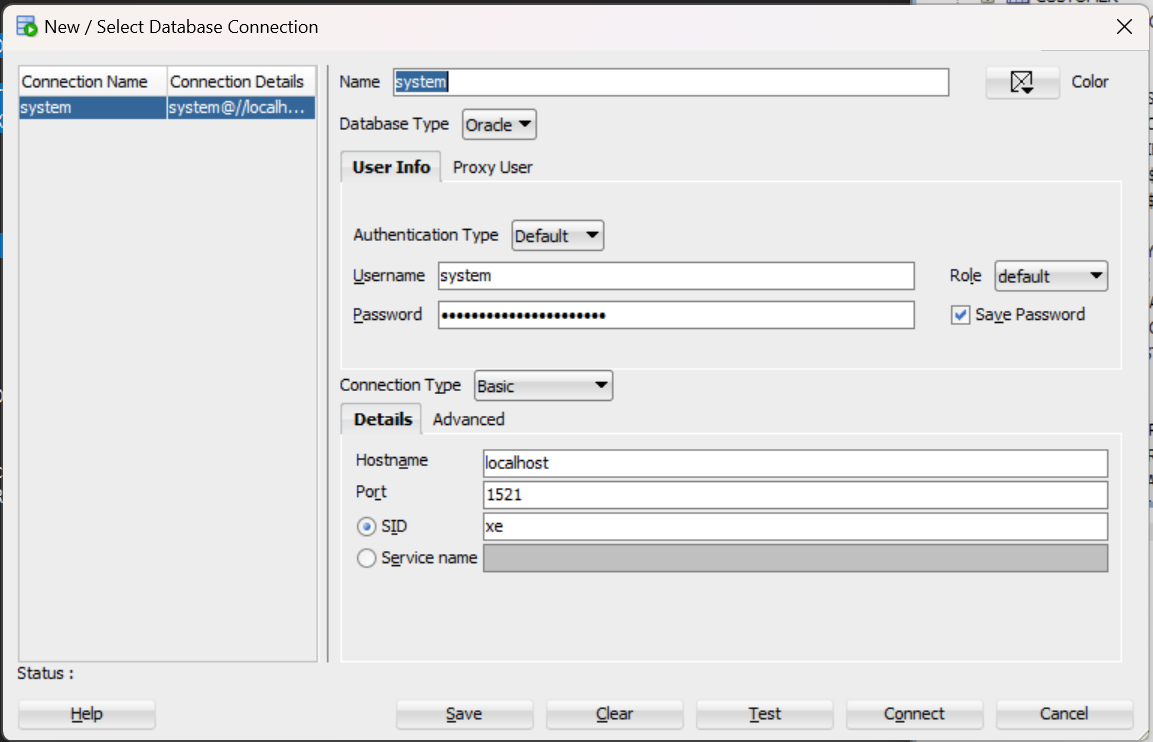 New / Select Database Connection
Connection Name Connection Details
system system@//localh...
Name system Color
Database Type Oracle
User Info Proxy User
Authentication Type Default
Username system Role default
Password ●●●●●●●●●●●●●●●●●●●●●● Save Password
Connection Type Basic
Details Advanced
Hostname localhost
Port 1521
SID xe
Service name
Status :
Help Save Clear Test Connect Cancel